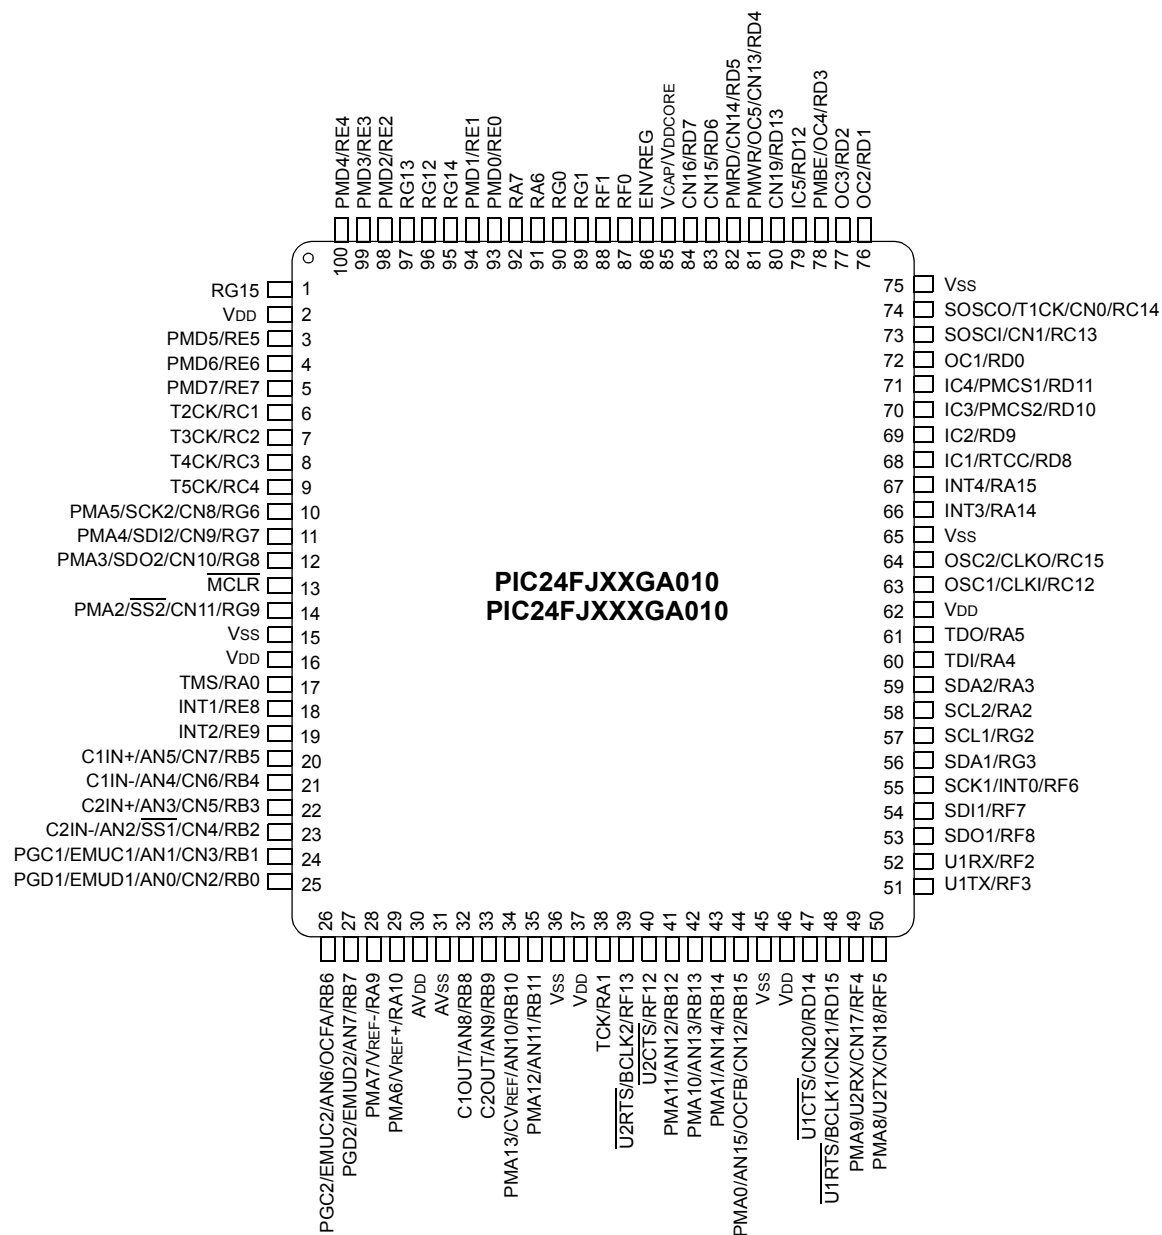 PMD4/RE4
PMD3/RE3
PMD2/RE2
RG13
RG12
RG14
PMD1/RE1
PMD0/RE0
RA7
RA6
RG0
RG1
RF1
RF0
ENVREG
VCAP/VDDCORE
CN16/RD7
CN15/RD6
PMRD/CN14/RD5
PMWR/OC5/CN13/RD4
CN19/RD13
IC5/RD12
PMBE/OC4/RD3
OC3/RD2
OC2/RD1
100 99 98 97 96 95 94 93 92 91 90 89 88 87 86 85 84 83 82 81 80 79 78 77 76
RG15 1
VDD 2
PMD5/RE5 3
PMD6/RE6 4
PMD7/RE7 5
T2CK/RC1 6
T3CK/RC2 7
T4CK/RC3 8
T5CK/RC4 9
PMA5/SCK2/CN8/RG6 10
PMA4/SDI2/CN9/RG7 11
PMA3/SDO2/CN10/RG8 12
MCLR 13
PMA2/SS2/CN11/RG9 14
VSS 15
VDD 16
TMS/RA0 17
INT1/RE8 18
INT2/RE9 19
C1IN+/AN5/CN7/RB5 20
C1IN-/AN4/CN6/RB4 21
C2IN+/AN3/CN5/RB3 22
C2IN-/AN2/SS1/CN4/RB2 23
PGC1/EMUC1/AN1/CN3/RB1 24
PGD1/EMUD1/AN0/CN2/RB0 25
PIC24FJXXGA010
PIC24FJXXXGA010
75 VSS
74 SOSCO/T1CK/CN0/RC14
73 SOSCI/CN1/RC13
72 OC1/RD0
71 IC4/PMCS1/RD11
70 IC3/PMCS2/RD10
69 IC2/RD9
68 IC1/RTCC/RD8
67 INT4/RA15
66 INT3/RA14
65 VSS
64 OSC2/CLKO/RC15
63 OSC1/CLKI/RC12
62 VDD
61 TDO/RA5
60 TDI/RA4
59 SDA2/RA3
58 SCL2/RA2
57 SCL1/RG2
56 SDA1/RG3
55 SCK1/INT0/RF6
54 SDI1/RF7
53 SDO1/RF8
52 U1RX/RF2
51 U1TX/RF3
26 27 28 29 30 31 32 33 34 35 36 37 38 39 40 41 42 43 44 45 46 47 48 49 50
PGC2/EMUC2/AN6/OCFA/RB6
PGD2/EMUD2/AN7/RB7
PMA7/VREF-/RA9
PMA6/VREF+/RA10
AVDD
AVSS
C1OUT/AN8/RB8
C2OUT/AN9/RB9
PMA13/CVREF/AN10/RB10
PMA12/AN11/RB11
VSS
VDD
TCK/RA1
U2RTS/BCLK2/RF13
U2CTS/RF12
PMA11/AN12/RB12
PMA10/AN13/RB13
PMA1/AN14/RB14
PMA0/AN15/OCFB/CN12/RB15
VSS
VDD
U1CTS/CN20/RD14
U1RTS/BCLK1/CN21/RD15
PMA9/U2RX/CN17/RF4
PMA8/U2TX/CN18/RF5